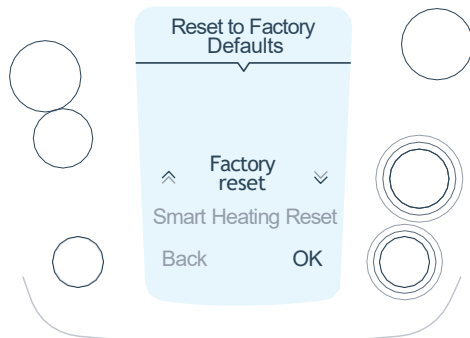 Reset to Factory
Defaults
Factory
reset
Smart Heating Reset
Back OK